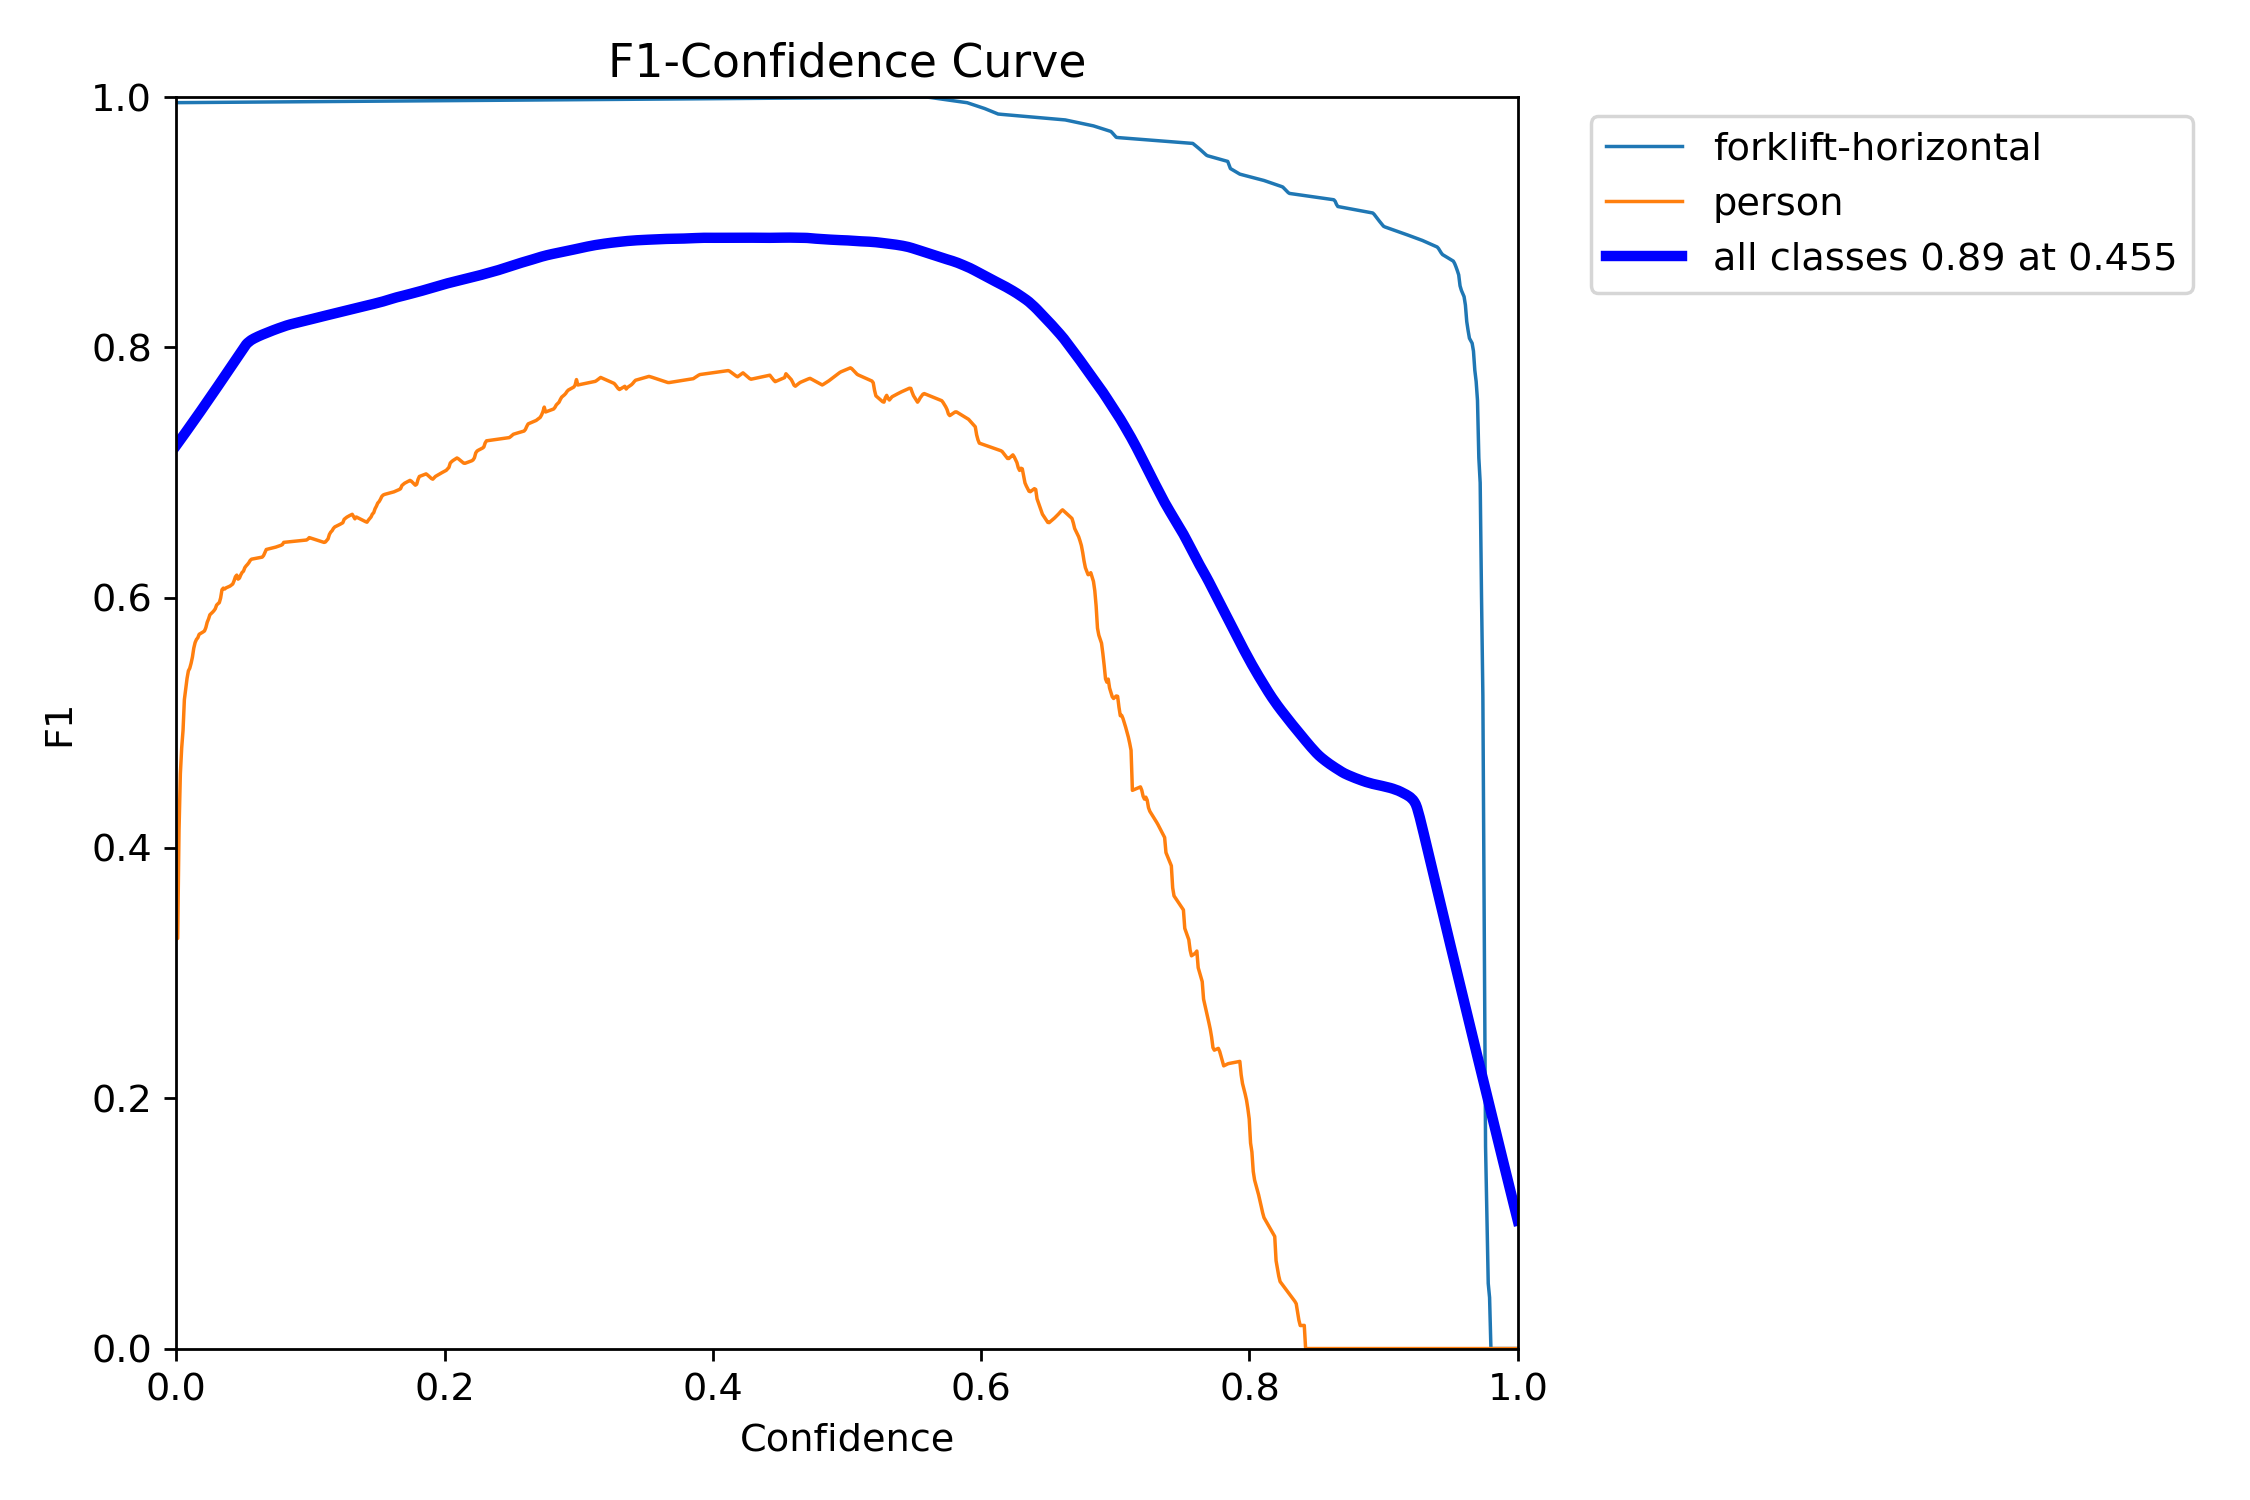 F1-Confidence Curve
1.0
0.8
0.6
0.4
0.2
0.0
F1
0.0 0.2 0.4 0.6 0.8 1.0
Confidence
forklift-horizontal
person
all classes 0.89 at 0.455